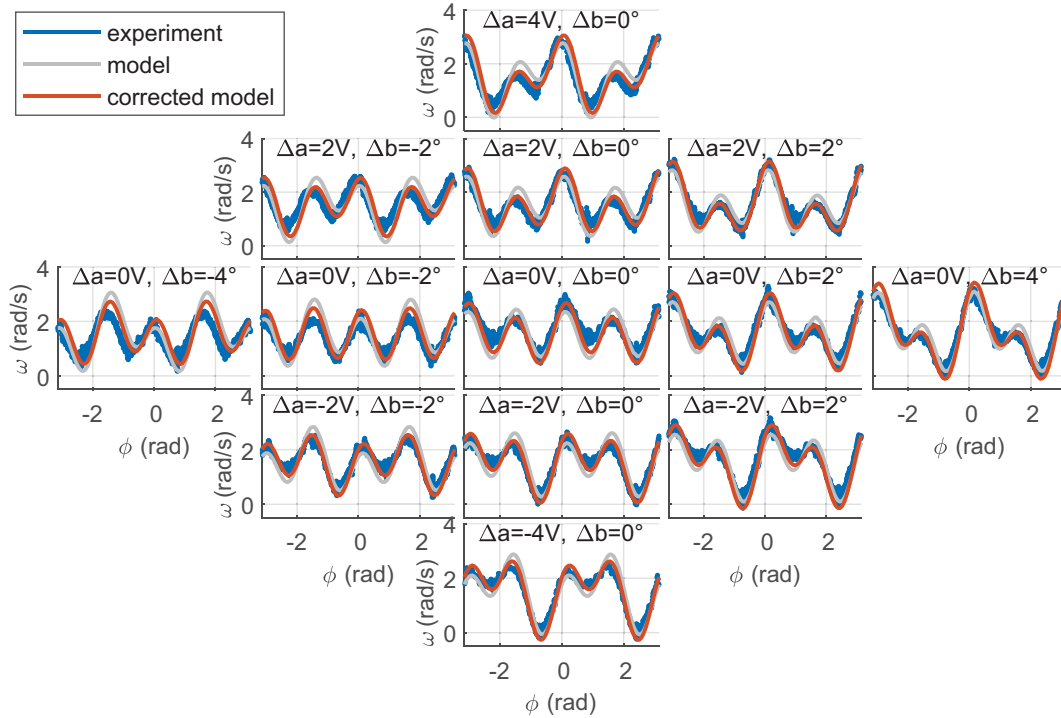 experiment
model
corrected model
Δa=4V, Δb=0°
4
2
0
ω (rad/s)
Δa=2V, Δb=-2°
Δa=2V, Δb=0°
Δa=2V, Δb=2°
4
2
0
ω (rad/s)
Δa=0V, Δb=-4°
Δa=0V, Δb=-2°
Δa=0V, Δb=0°
Δa=0V, Δb=2°
Δa=0V, Δb=4°
4
2
0
ω (rad/s)
-2 0 2
ϕ (rad)
-2 0 2
ϕ (rad)
Δa=-2V, Δb=-2°
Δa=-2V, Δb=0°
Δa=-2V, Δb=2°
4
2
0
ω (rad/s)
-2 0 2
ϕ (rad)
-2 0 2
ϕ (rad)
Δa=-4V, Δb=0°
4
2
0
ω (rad/s)
-2 0 2
ϕ (rad)